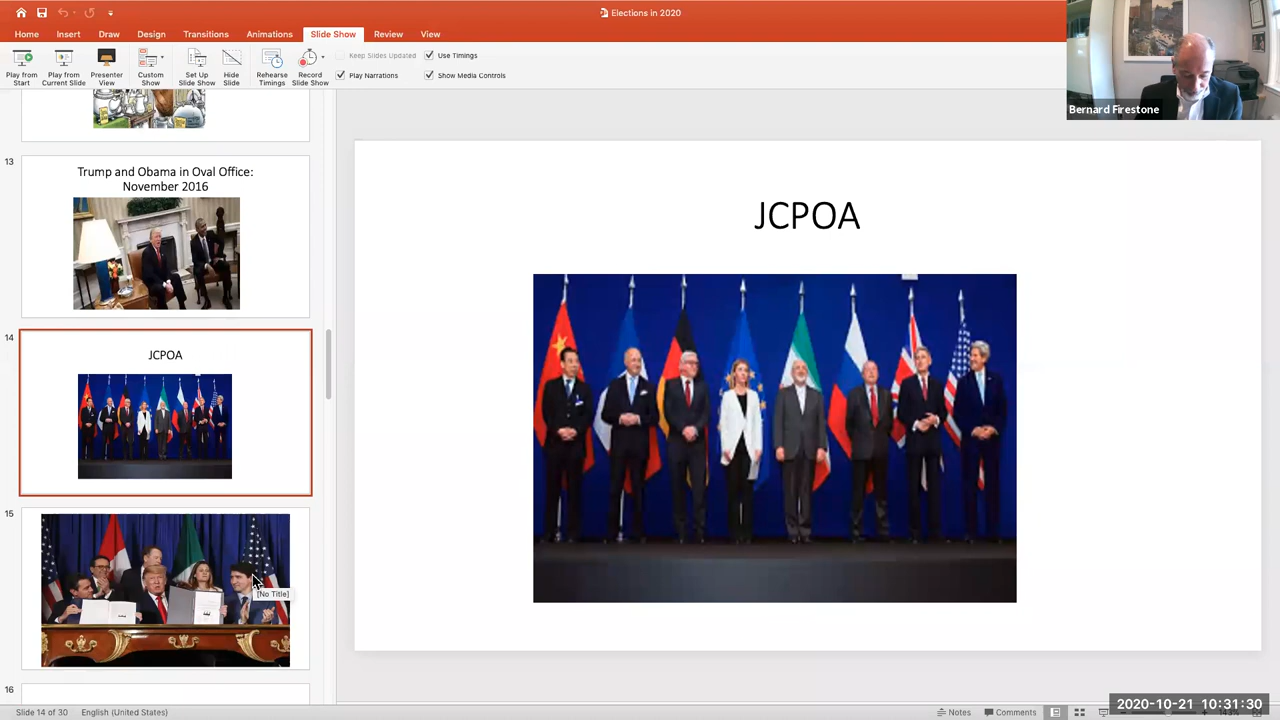 Elections in 2020
Home Insert Draw Design Transitions Animations Slide Show Review View
Play from Start
Play from Current Slide
Presenter View
Custom Show
Set Up Slide Show
Hide Slide
Rehearse Timings
Record Slide Show
Keep Slides Updated
Use Timings
Play Narrations
Show Media Controls
Bernard Firestone
13
Trump and Obama in Oval Office:
November 2016
14
JCPOA
15
[No Title]
16
JCPOA
Slide 14 of 30 English (United States)
Notes Comments
2020-10-21 10:31:30